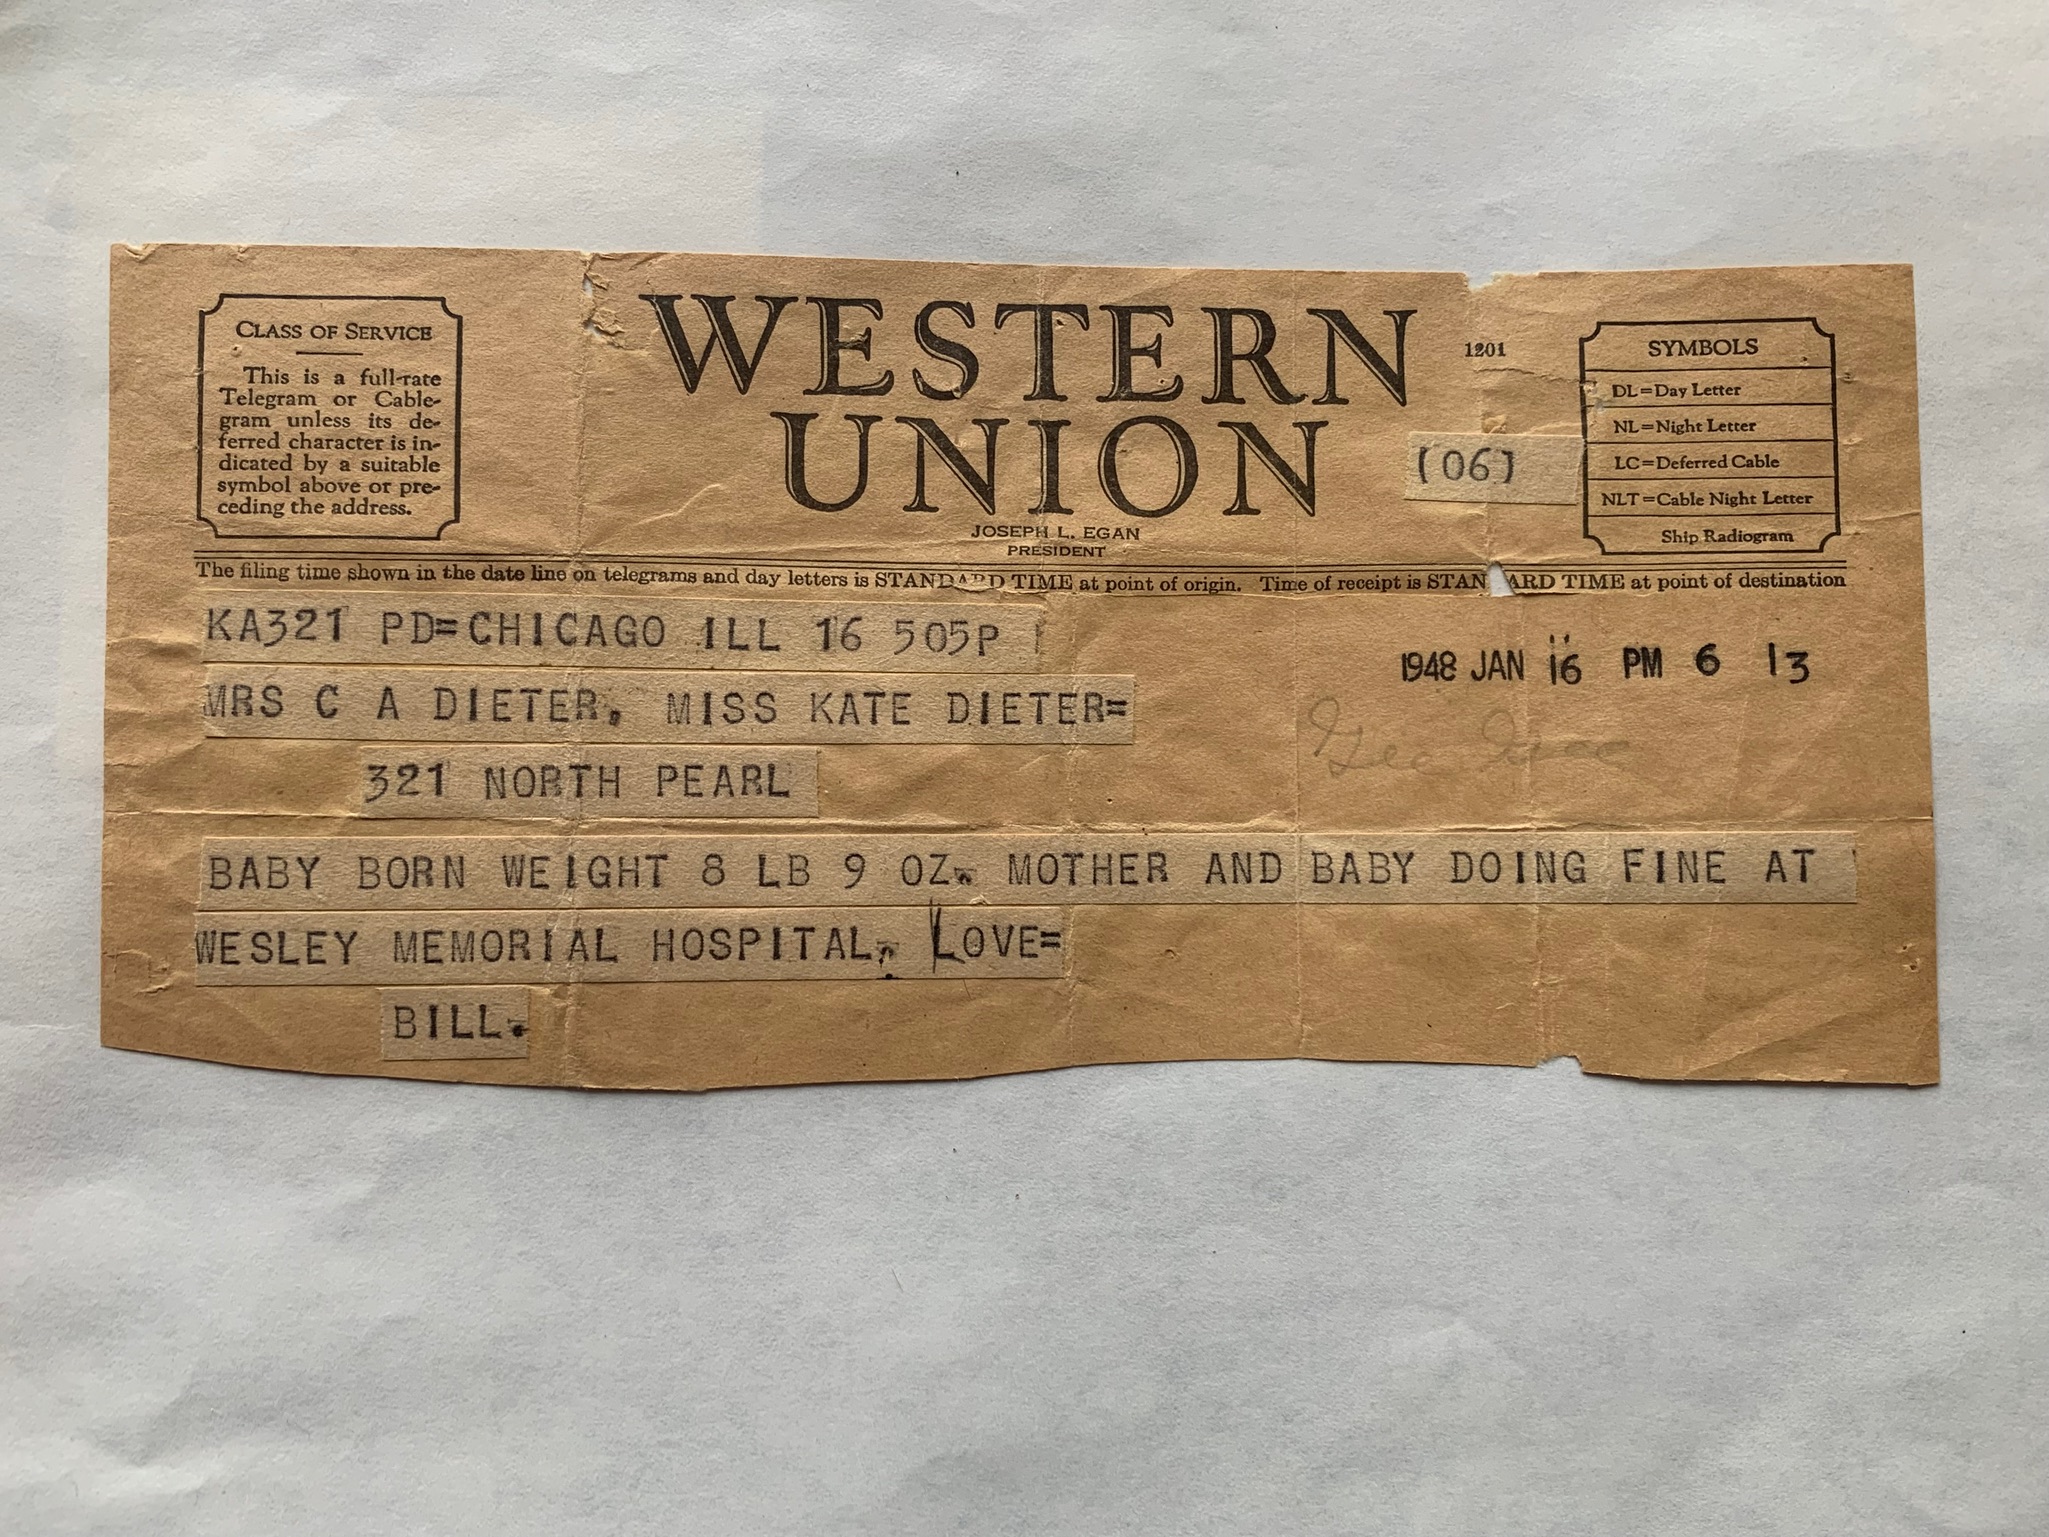 CLASS OF SERVICE
This is a full-rate
Telegram or Cable-
gram unless its de-
ferred character is in-
dicated by a suitable
symbol above or pre-
ceding the address.
WESTERN
UNION
JOSEPH L. EGAN
PRESIDENT
1201
(06)
SYMBOLS
DL=Day Letter
NL=Night Letter
LC=Deferred Cable
NLT=Cable Night Letter
Ship Radiogram
The filing time shown in the date line on telegrams and day letters is STANDARD TIME at point of origin. Time of receipt is STANDARD TIME at point of destination
KA321 PD=CHICAGO ILL 16 505P
1948 JAN 16 PM 6 13
MRS C A DIETER, MISS KATE DIETER=
321 NORTH PEARL
BABY BORN WEIGHT 8 LB 9 OZ. MOTHER AND BABY DOING FINE AT
WESLEY MEMORIAL HOSPITAL. LOVE=
BILL.